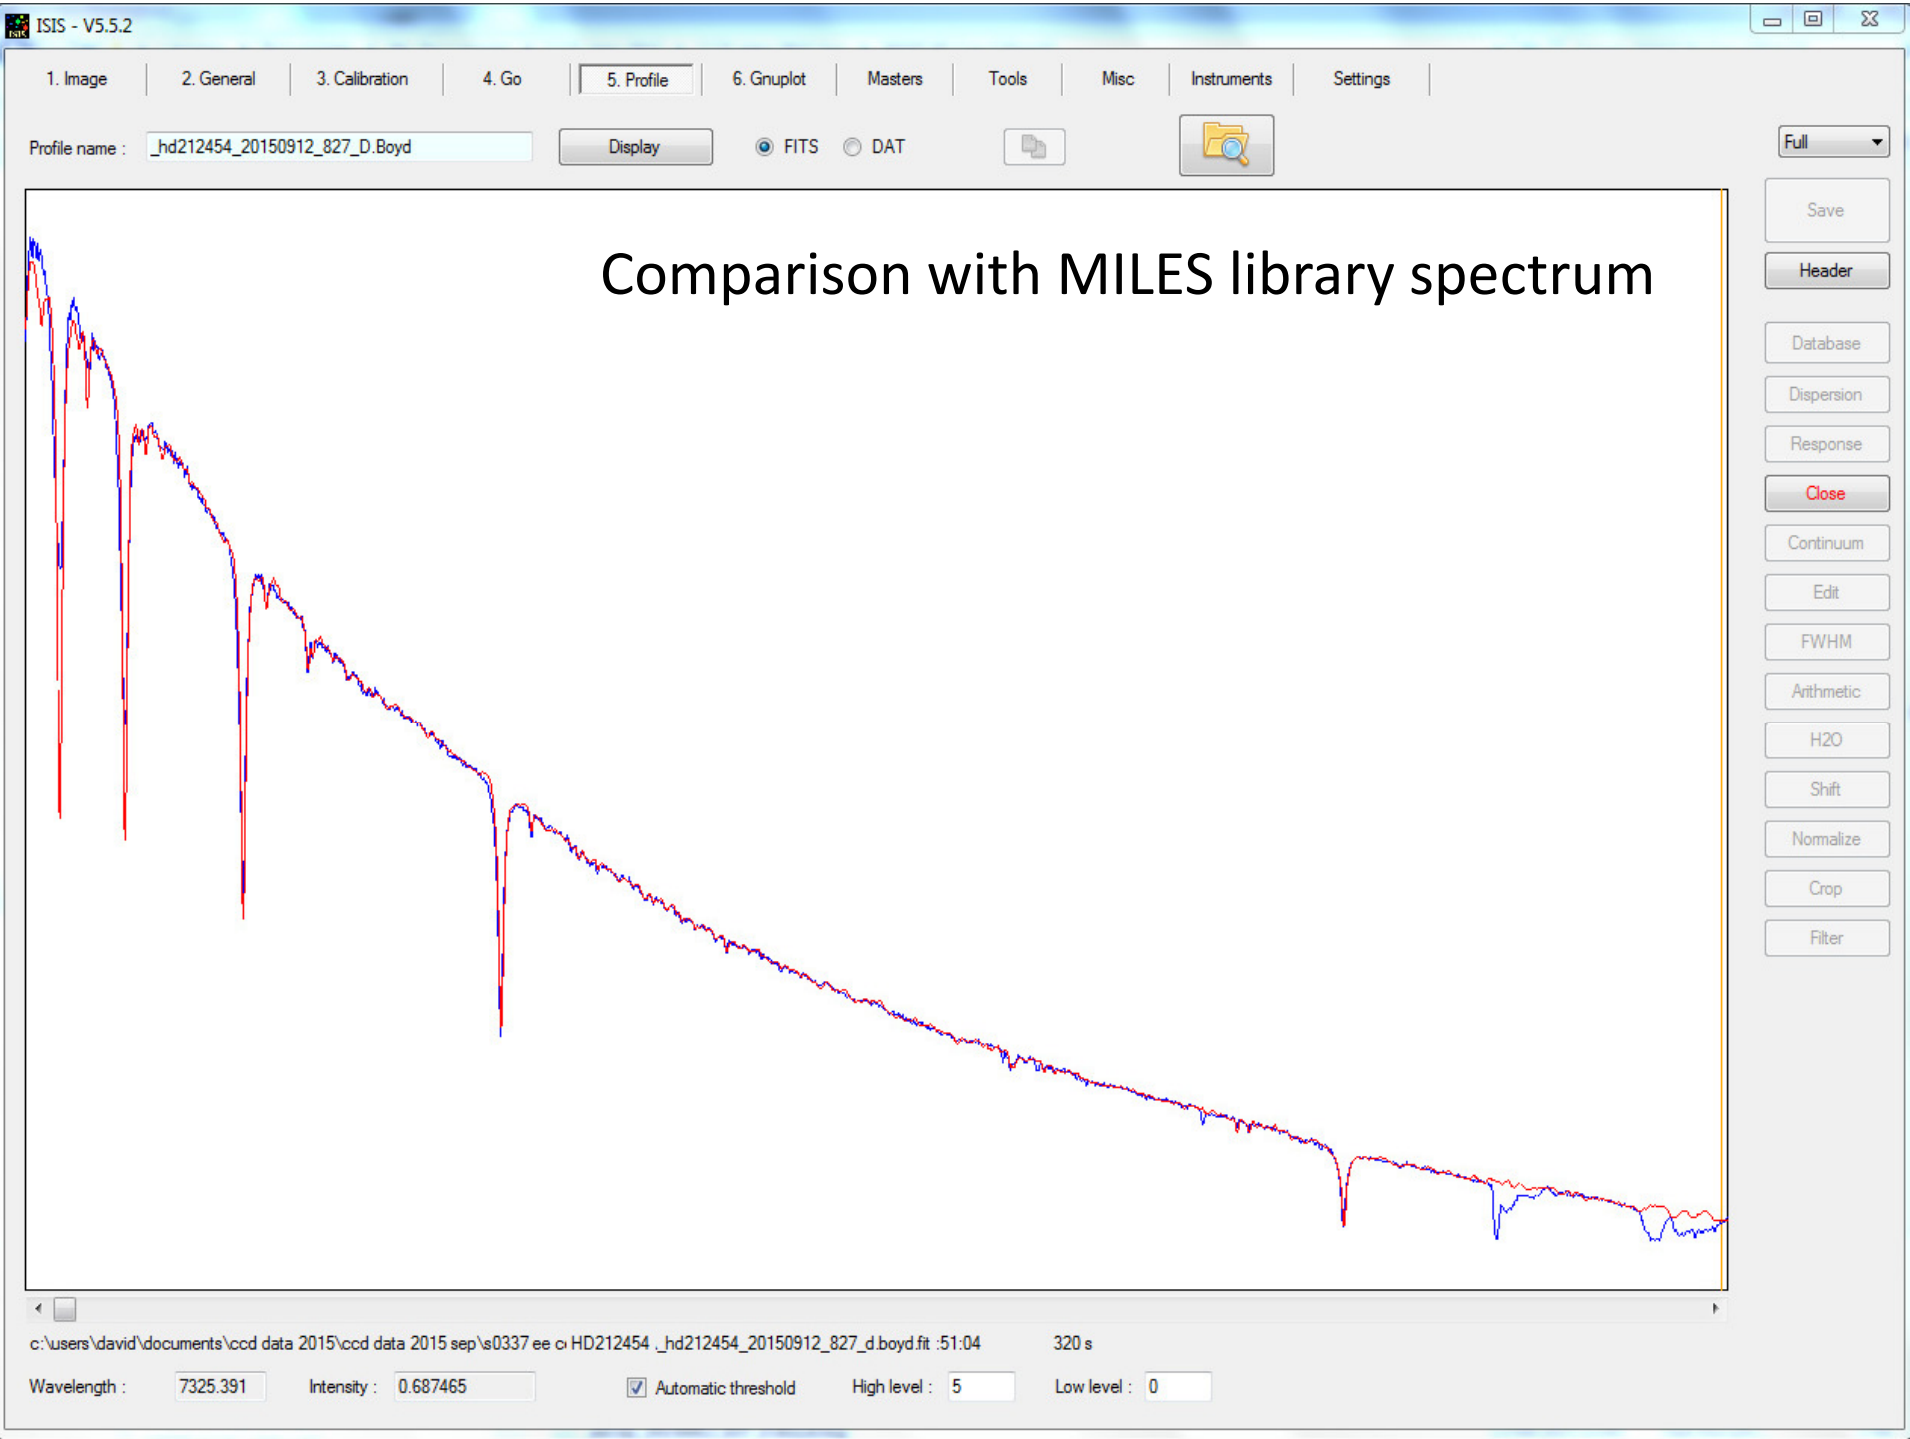 ISIS - V5.5.2
1. Image 2. General 3. Calibration 4. Go 5. Profile 6. Gnuplot Masters Tools Misc Instruments Settings
Profile name : _hd212454_20150912_827_D.Boyd Display FITS DAT Full
Save
Comparison with MILES library spectrum
Header
Database
Dispersion
Response
Close
Continuum
Edit
FWHM
Arithmetic
H2O
Shift
Normalize
Crop
Filter
c:\users\david\documents\ccd data 2015\ccd data 2015 sep\s0337 ee HD212454 ._hd212454_20150912_827_d.boyd.fit :51:04 320 s
Wavelength : 7325.391 Intensity : 0.687465 Automatic threshold High level : 5 Low level : 0